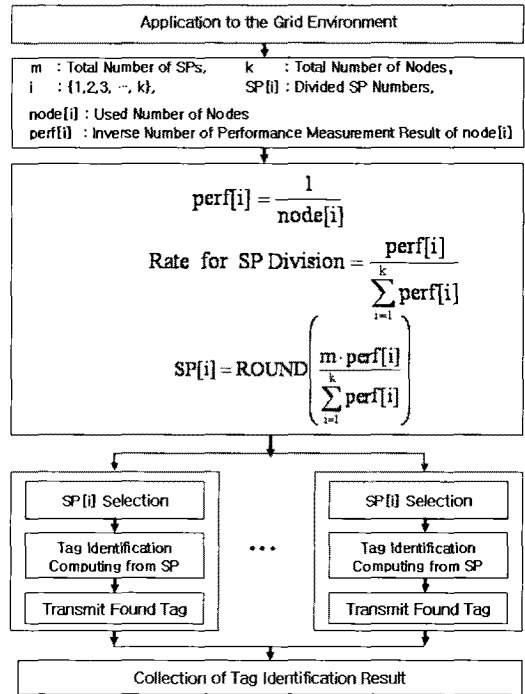 Application to the Grid Environment
m : Total Number of SPs, k : Total Number of Nodes,
i : {1,2,3, ···, k}, SP[i] : Divided SP Numbers,
node[i] : Used Number of Nodes
perf[i] : Inverse Number of Performance Measurement Result of node[i]
perf[i] = 1 / node[i]
Rate for SP Division = perf[i] / ∑_{i=1}^{k} perf[i]
SP[i] = ROUND( m·perf[i] / ∑_{i=1}^{k} perf[i] )
SP[i] Selection
Tag Identification
Computing from SP
Transmit Found Tag
···
SP[i] Selection
Tag Identification
Computing from SP
Transmit Found Tag
Collection of Tag Identification Result